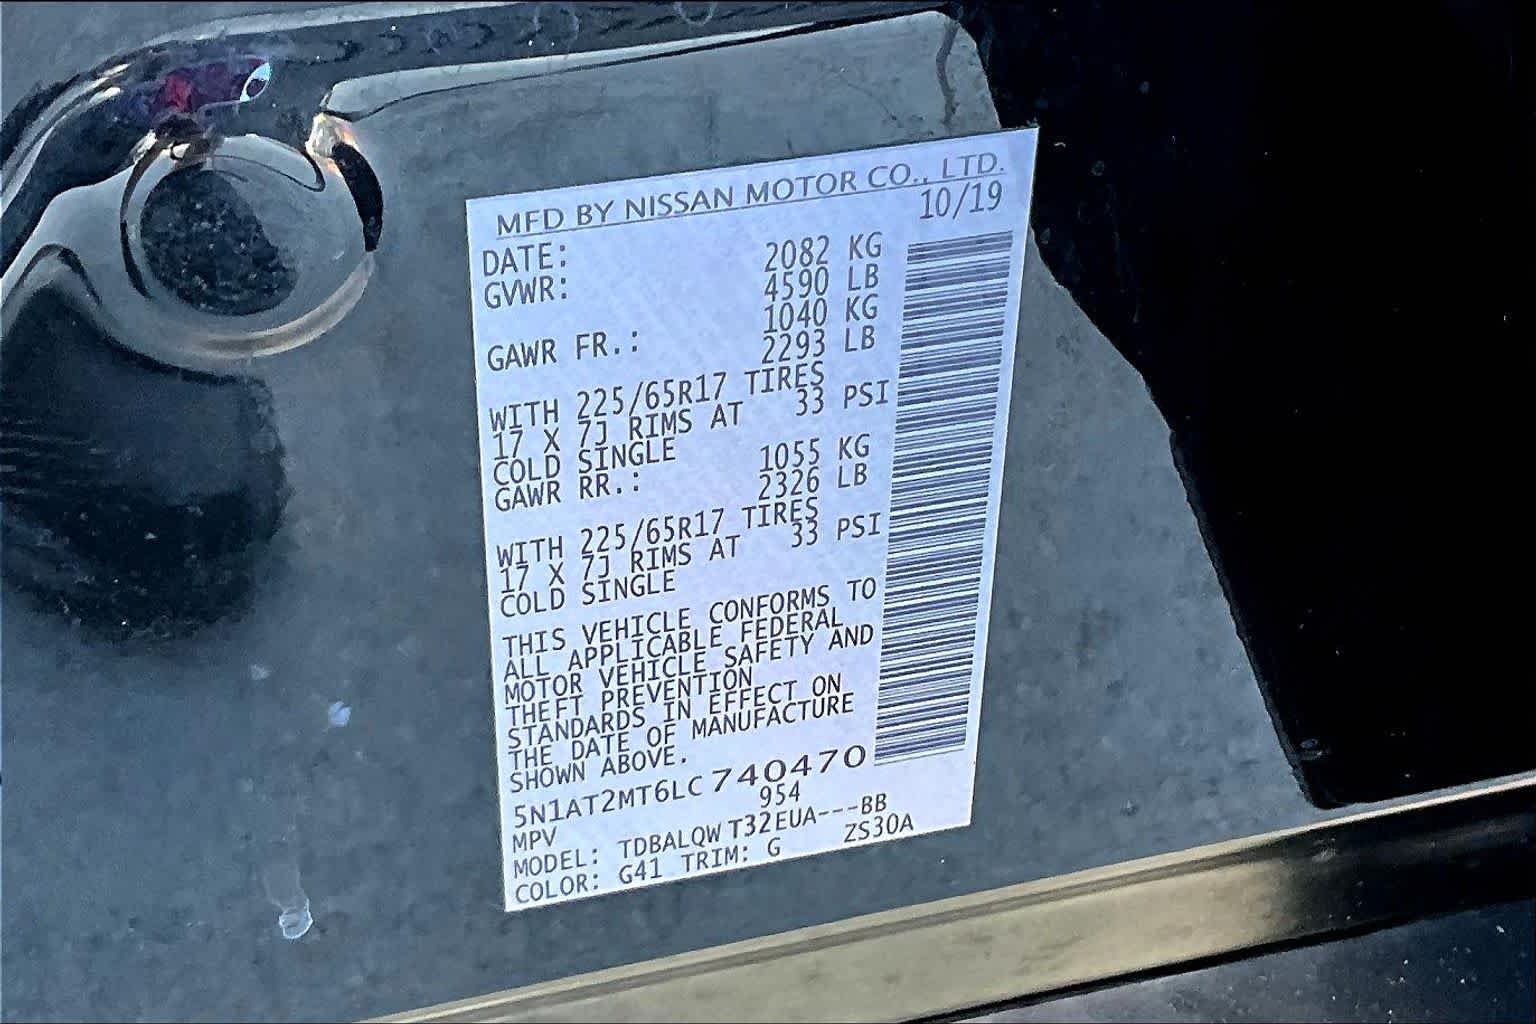 MFD BY NISSAN MOTOR CO., LTD.
DATE: 10/19
GVWR: 2082 KG
4590 LB
GAWR FR.: 1040 KG
2293 LB
WITH 225/65R17 TIRES
17 X 7J RIMS AT 33 PSI
COLD SINGLE
GAWR RR.: 1055 KG
2326 LB
WITH 225/65R17 TIRES
17 X 7J RIMS AT 33 PSI
COLD SINGLE
THIS VEHICLE CONFORMS TO
ALL APPLICABLE FEDERAL
MOTOR VEHICLE SAFETY AND
THEFT PREVENTION
STANDARDS IN EFFECT ON
THE DATE OF MANUFACTURE
SHOWN ABOVE.
5N1AT2MT6LC740470
MPV 954
MODEL: TDBALQW T32EUA---BB
COLOR: G41 TRIM: G ZS30A